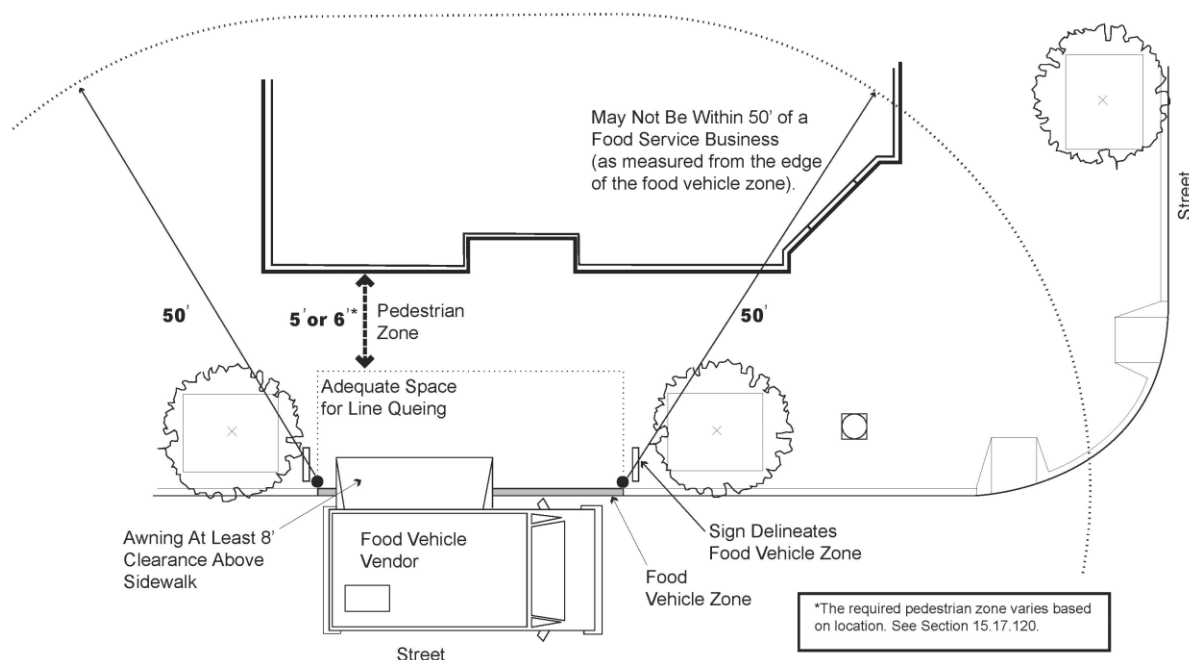 May Not Be Within 50' of a
Food Service Business
(as measured from the edge
of the food vehicle zone).
Street
50'
5' or 6'*
Pedestrian
Zone
50'
Adequate Space
for Line Queing
Awning At Least 8'
Clearance Above
Sidewalk
Food Vehicle
Vendor
Sign Delineates
Food Vehicle Zone
Food
Vehicle Zone
*The required pedestrian zone varies based
on location. See Section 15.17.120.
Street